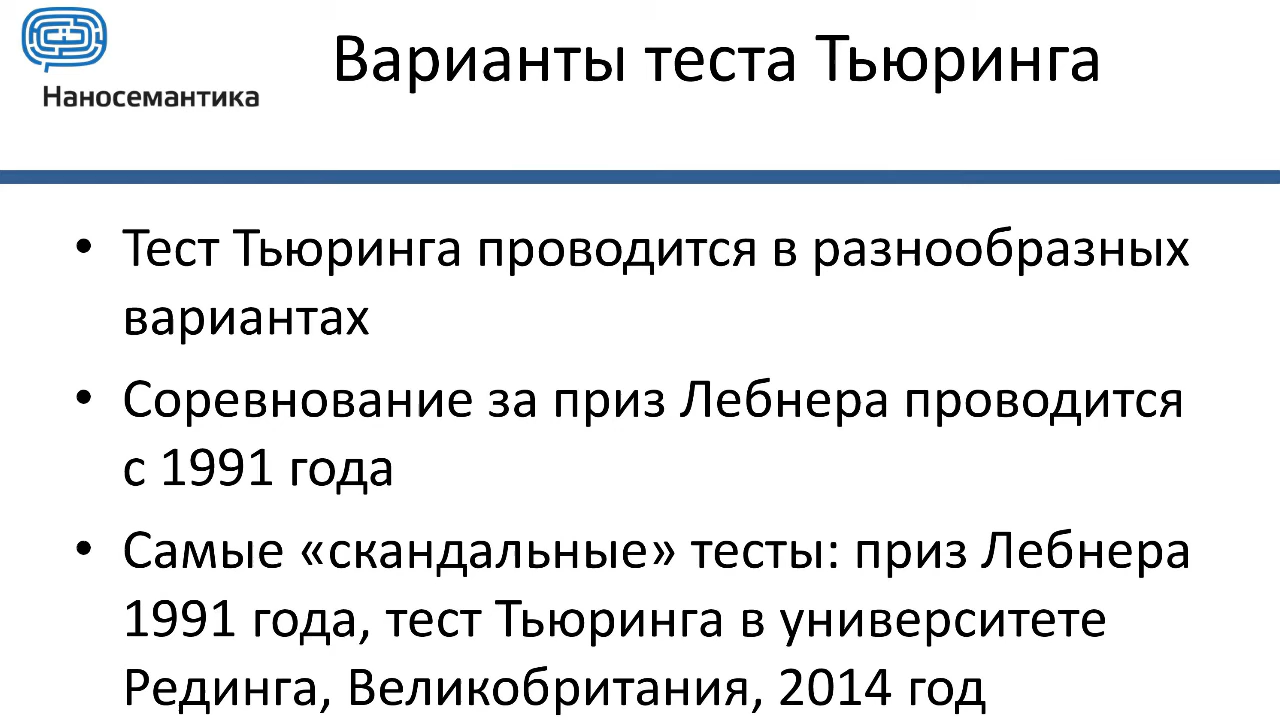 Наносемантика
Варианты теста Тьюринга
• Тест Тьюринга проводится в разнообразных
вариантах
• Соревнование за приз Лебнера проводится
с 1991 года
• Самые «скандальные» тесты: приз Лебнера
1991 года, тест Тьюринга в университете
Рединга, Великобритания, 2014 год